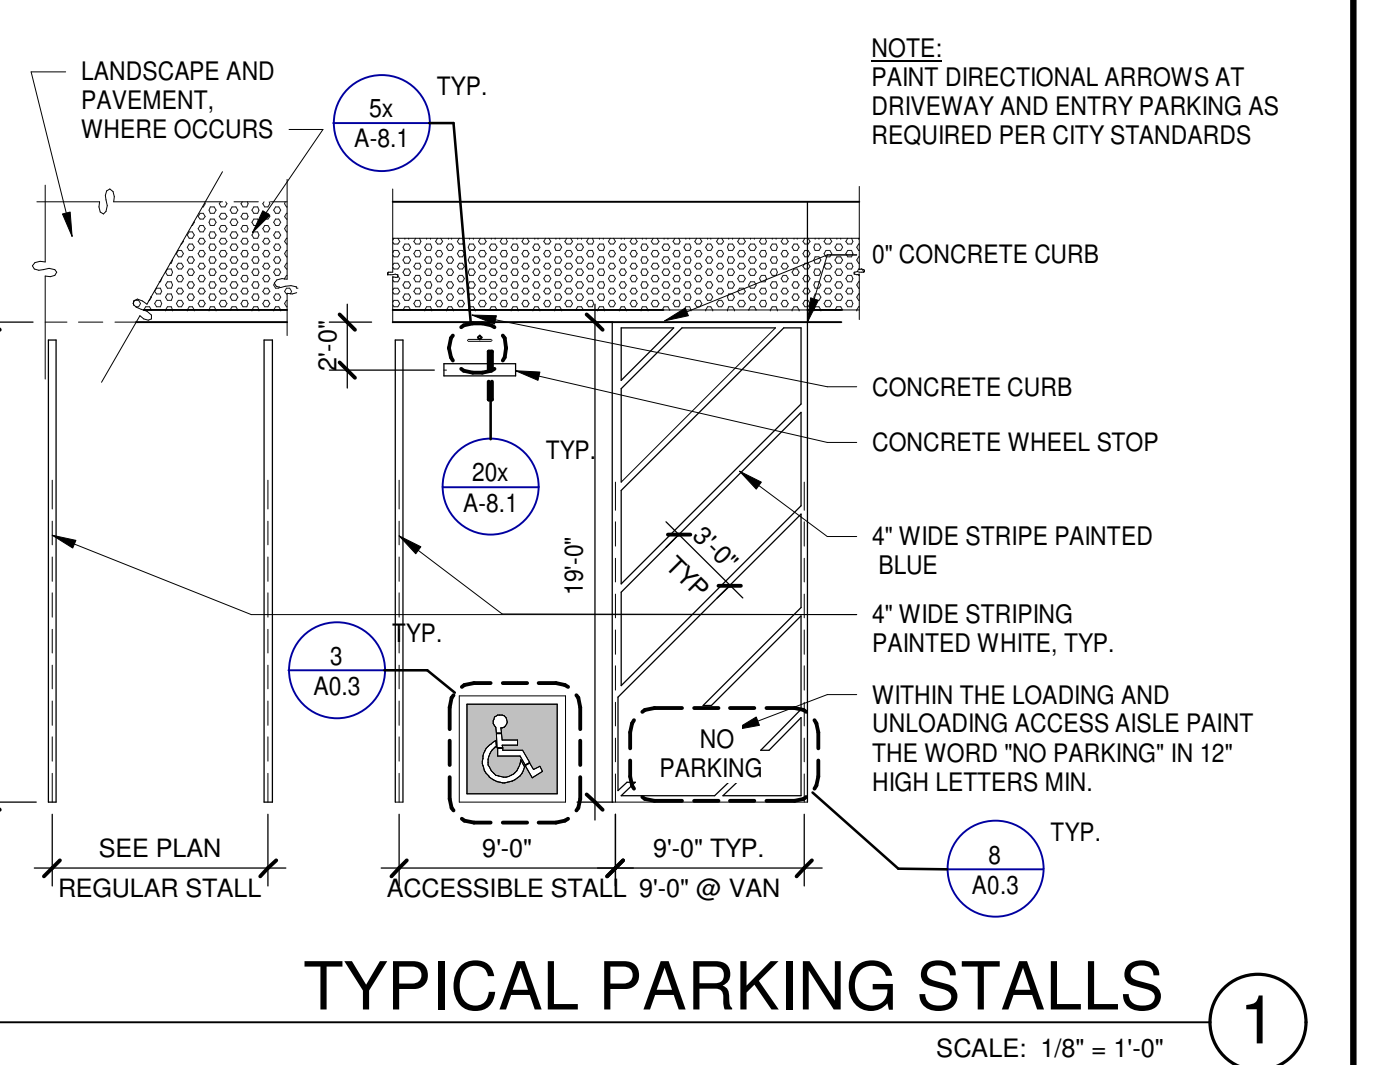 LANDSCAPE AND
PAVEMENT,
WHERE OCCURS
5x
A-8.1
TYP.
NOTE:
PAINT DIRECTIONAL ARROWS AT
DRIVEWAY AND ENTRY PARKING AS
REQUIRED PER CITY STANDARDS
0" CONCRETE CURB
2'-0"
CONCRETE CURB
CONCRETE WHEEL STOP
20x
A-8.1
TYP.
19'-0"
3'-0"
TYP
4" WIDE STRIPE PAINTED
BLUE
4" WIDE STRIPING
PAINTED WHITE, TYP.
3
A0.3
TYP.
WITHIN THE LOADING AND
UNLOADING ACCESS AISLE PAINT
THE WORD "NO PARKING" IN 12"
HIGH LETTERS MIN.
NO
PARKING
8
A0.3
TYP.
SEE PLAN
REGULAR STALL
9'-0"
ACCESSIBLE STALL
9'-0" TYP.
9'-0" @ VAN
TYPICAL PARKING STALLS
1
SCALE: 1/8" = 1'-0"